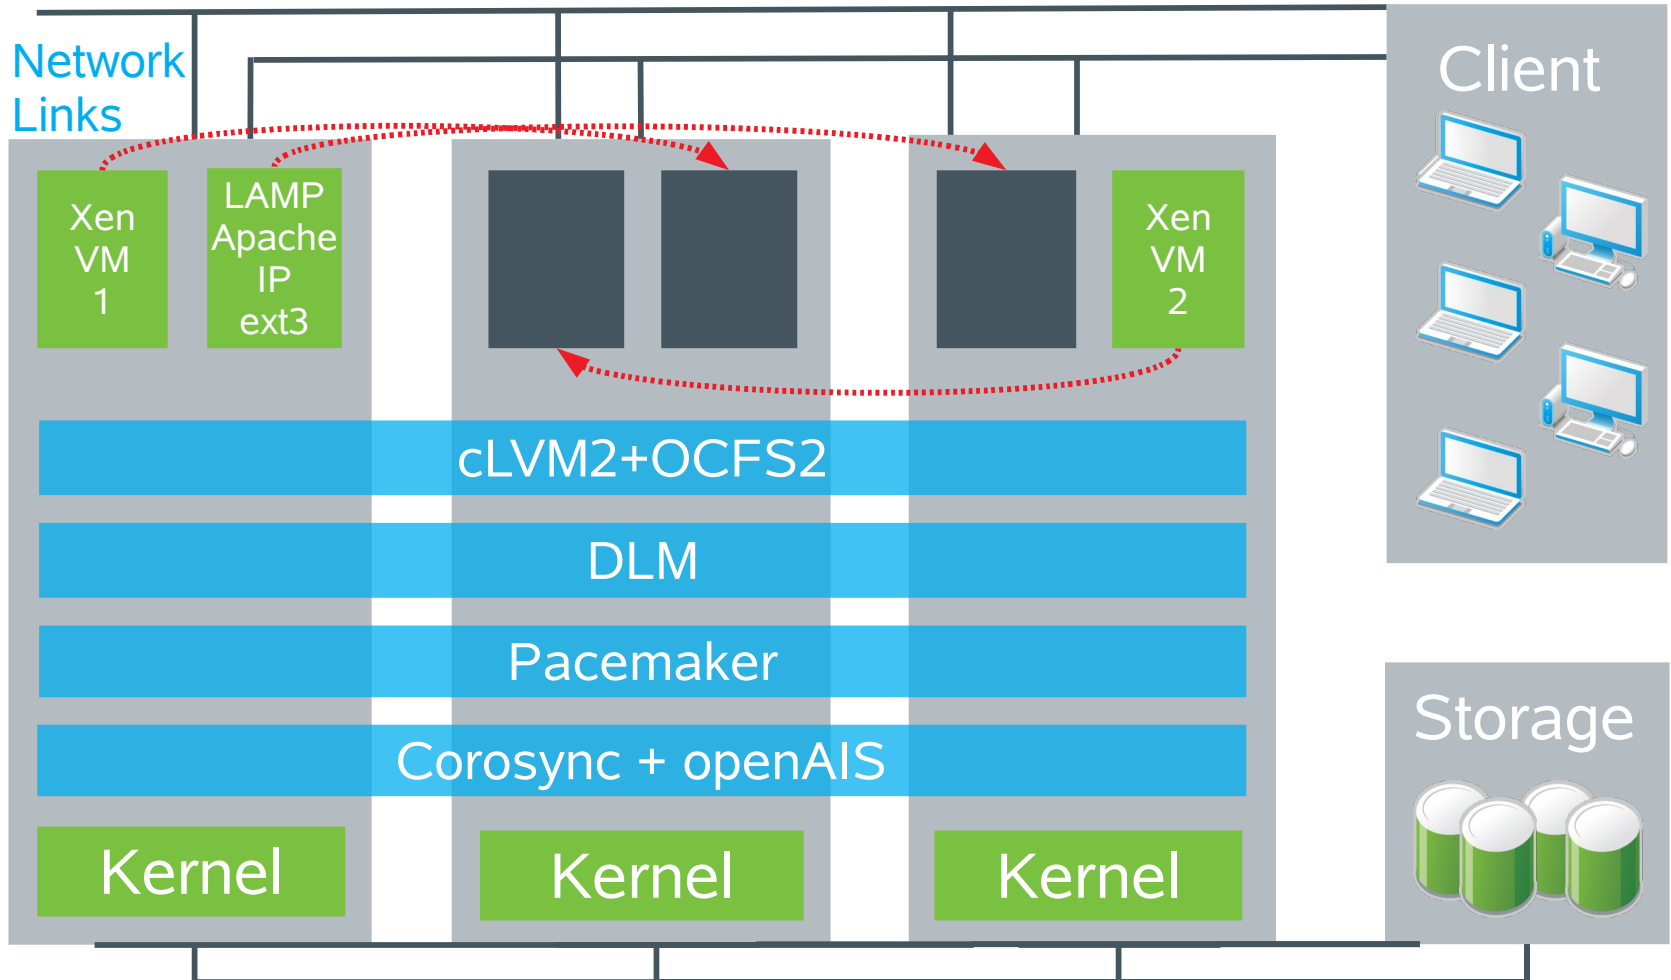 Network
Links
Client
Xen
VM
1
LAMP
Apache
IP
ext3
Xen
VM
2
cLVM2+OCFS2
DLM
Pacemaker
Corosync + openAIS
Storage
Kernel
Kernel
Kernel